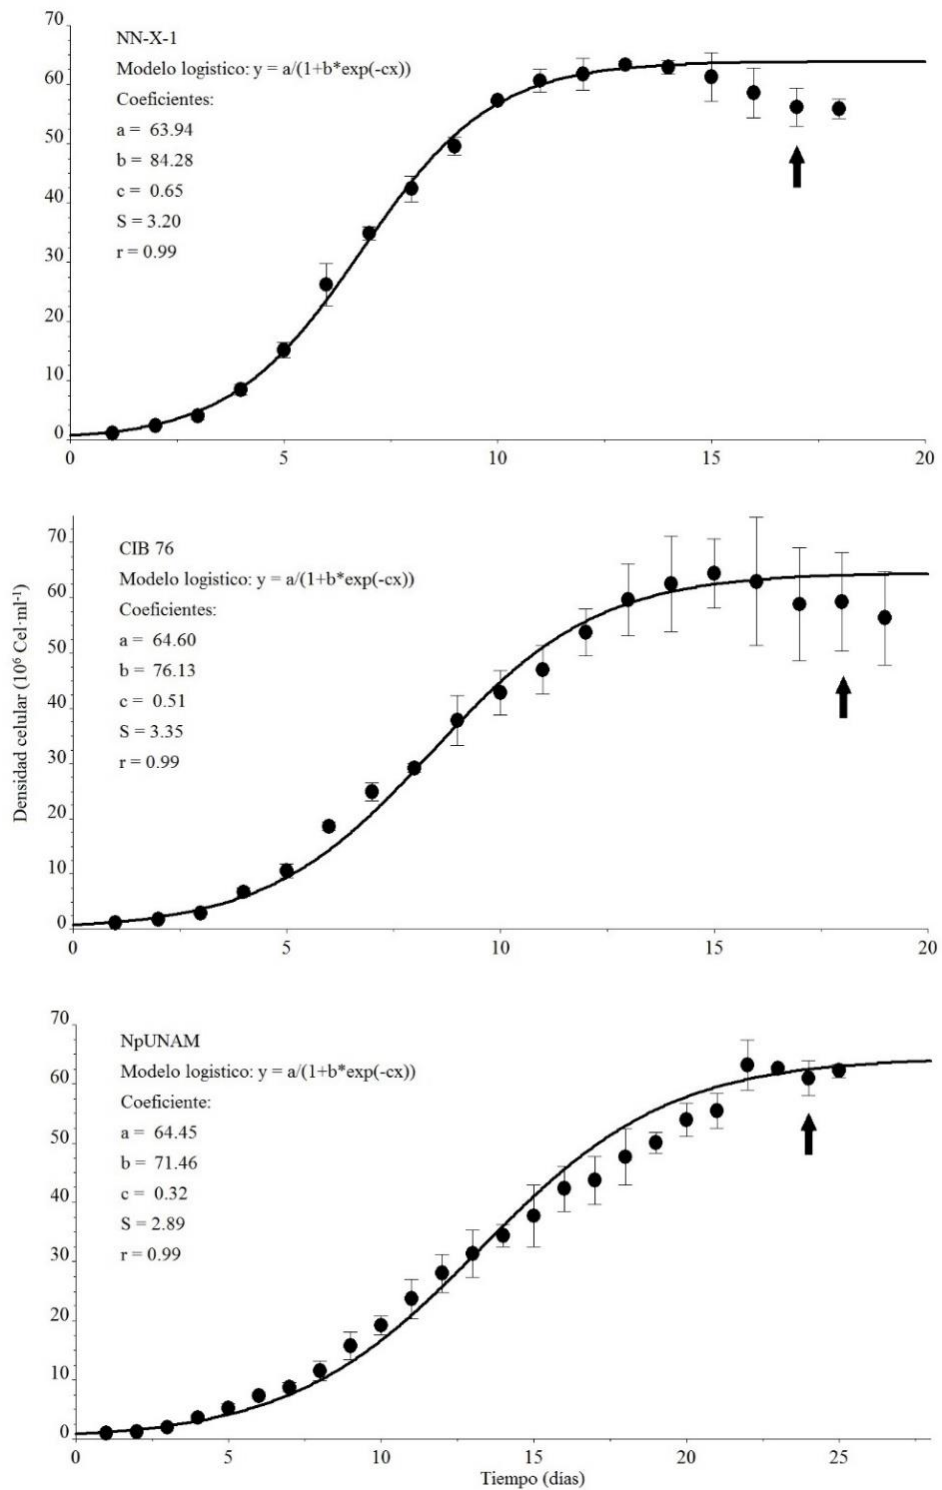 70
60
50
40
30
20
10
0
NN-X-1
Modelo logistico: y = a/(1+b*exp(-cx))
Coeficientes:
a = 63.94
b = 84.28
c = 0.65
S = 3.20
r = 0.99
0 5 10 15 20
Densidad celular (10⁶ Cel·ml⁻¹)
70
60
50
40
30
20
10
0
CIB 76
Modelo logistico: y = a/(1+b*exp(-cx))
Coeficientes:
a = 64.60
b = 76.13
c = 0.51
S = 3.35
r = 0.99
0 5 10 15 20
70
60
50
40
30
20
10
0
NpUNAM
Modelo logistico: y = a/(1+b*exp(-cx))
Coeficiente:
a = 64.45
b = 71.46
c = 0.32
S = 2.89
r = 0.99
0 5 10 15 20 25
Tiempo (días)